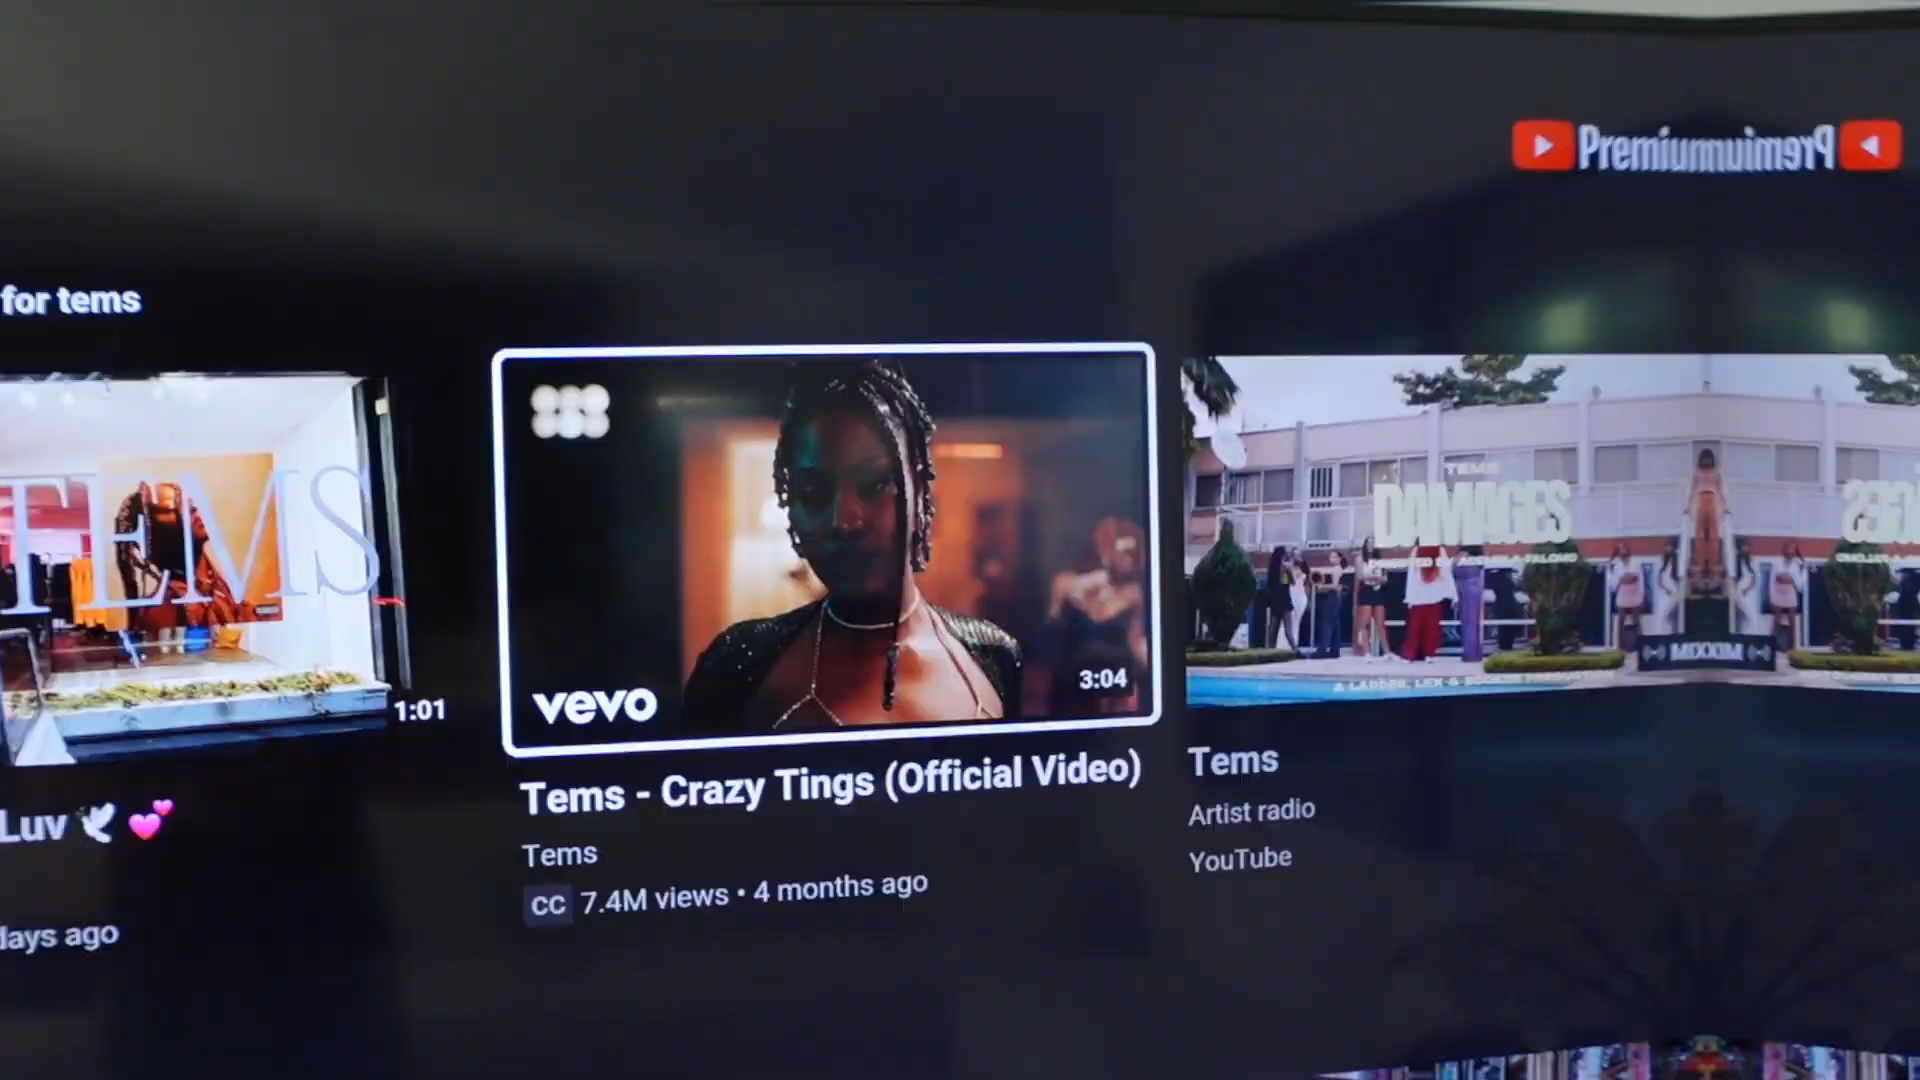 Premium
for tems
TEMS
1:01
Luv 🕊 💕
days ago
vevo
3:04
Tems - Crazy Tings (Official Video)
Tems
CC 7.4M views • 4 months ago
TEMS
DAMAGES
Tems
Artist radio
YouTube